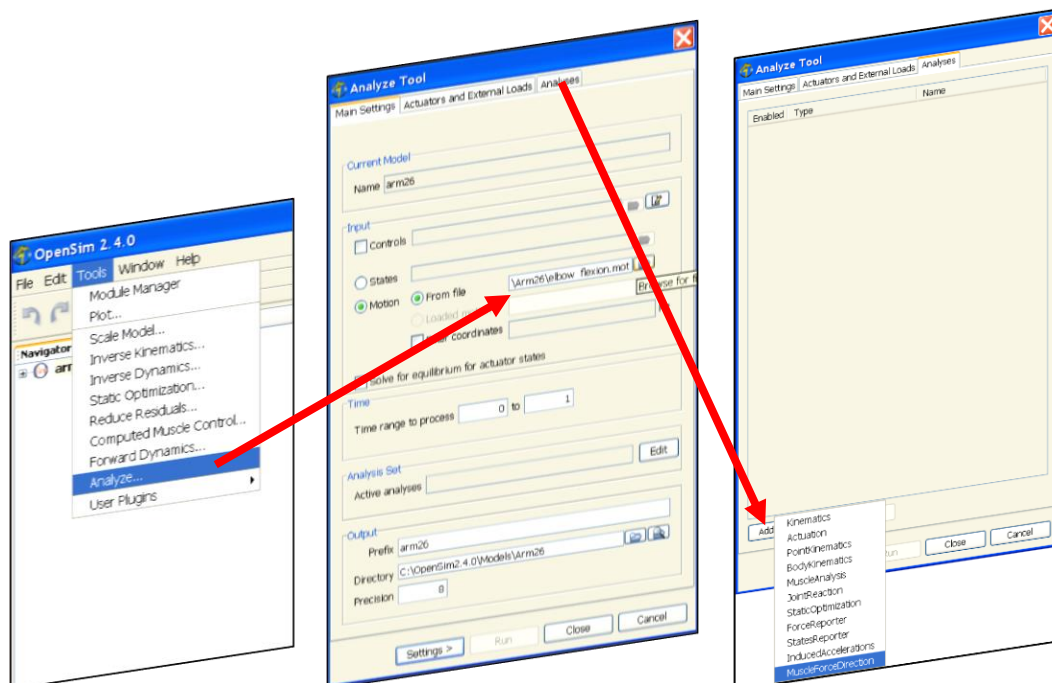 OpenSim 2.4.0
File Edit Tools Window Help
Module Manager
Plot...
Scale Model...
Inverse Kinematics...
Inverse Dynamics...
Static Optimization...
Reduce Residuals...
Computed Muscle Control...
Forward Dynamics...
Analyze...
User Plugins
Navigator
Analyze Tool
Main Settings Actuators and External Loads Analyses
Current Model
Name arm26
Input
Controls
States
Motion From file \Arm26\elbow_flexion.mot
Browse for
Loaded
coordinates
Solve for equilibrium for actuator states
Time
Time range to process 0 to 1
Analysis Set
Active analyses Edit
Output
Prefix arm26
Directory C:\OpenSim2.4.0\Models\Arm26
Precision 8
Settings > Run Close Cancel
Analyze Tool
Main Settings Actuators and External Loads Analyses
Enabled Type Name
Add
Kinematics
Actuation
PointKinematics
BodyKinematics
MuscleAnalysis
JointReaction
StaticOptimization
ForceReporter
StatesReporter
InducedAccelerations
MuscleForceDirection
Close Cancel